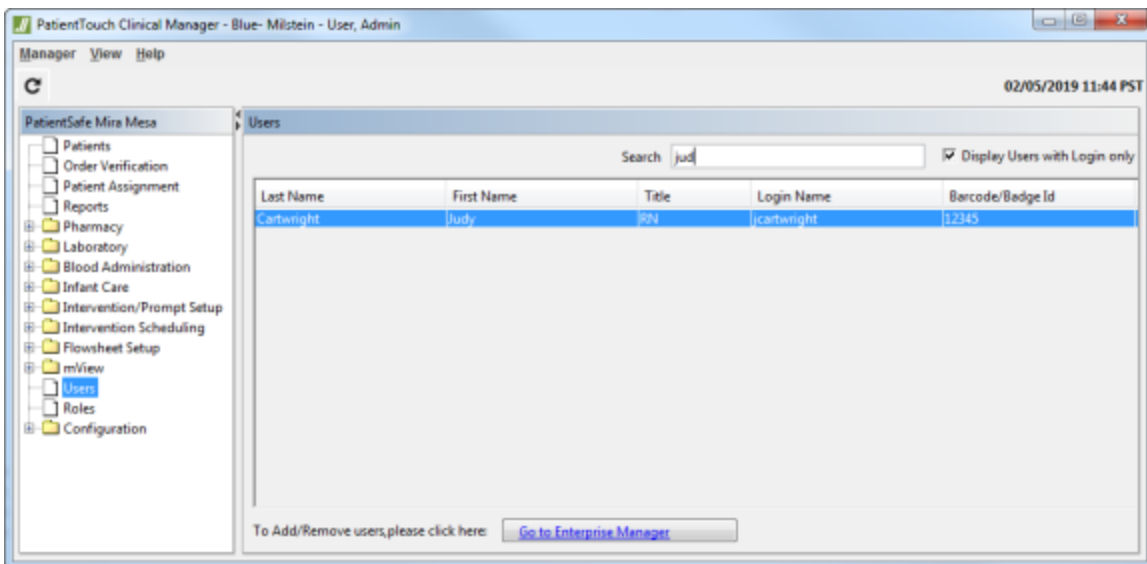 PatientTouch Clinical Manager - Blue- Milstein - User, Admin
Manager View Help
02/05/2019 11:44 PST
PatientSafe Mira Mesa
Patients
Order Verification
Patient Assignment
Reports
Pharmacy
Laboratory
Blood Administration
Infant Care
Intervention/Prompt Setup
Intervention Scheduling
Flowsheet Setup
mView
Users
Roles
Configuration
Users
Search jud Display Users with Login only
Last Name First Name Title Login Name Barcode/Badge Id
Cartwright Judy RN jcartwright 12345
To Add/Remove users,please click here: Go to Enterprise Manager